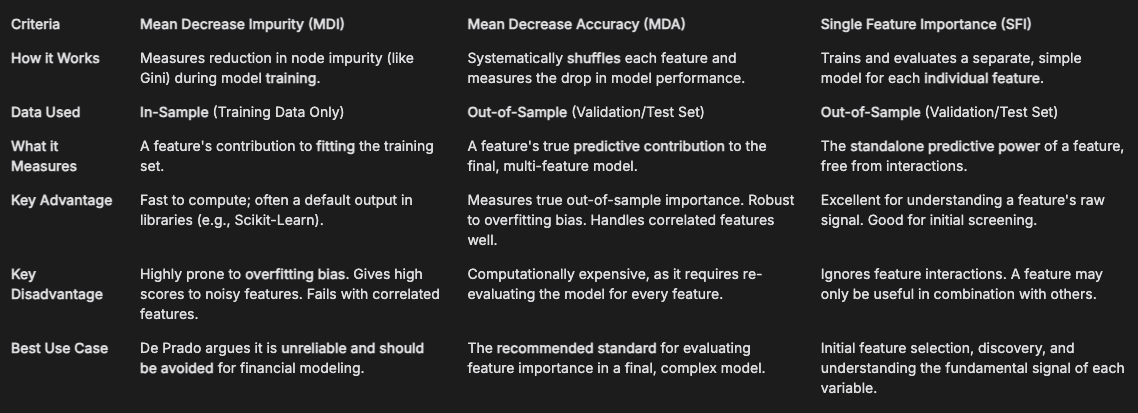 Criteria Mean Decrease Impurity (MDI) Mean Decrease Accuracy (MDA) Single Feature Importance (SFI)
How it Works Measures reduction in node impurity (like Systematically shuffles each feature and Trains and evaluates a separate, simple
Gini) during model training. measures the drop in model performance. model for each individual feature.
Data Used In-Sample (Training Data Only) Out-of-Sample (Validation/Test Set) Out-of-Sample (Validation/Test Set)
What it A feature's contribution to fitting the training A feature's true predictive contribution to the The standalone predictive power of a feature,
Measures set. final, multi-feature model. free from interactions.
Key Advantage Fast to compute; often a default output in Measures true out-of-sample importance. Robust Excellent for understanding a feature's raw
libraries (e.g., Scikit-Learn). to overfitting bias. Handles correlated features signal. Good for initial screening.
well.
Key Highly prone to overfitting bias. Gives high Computationally expensive, as it requires re- Ignores feature interactions. A feature may
Disadvantage scores to noisy features. Fails with correlated evaluating the model for every feature. only be useful in combination with others.
features.
Best Use Case De Prado argues it is unreliable and should The recommended standard for evaluating Initial feature selection, discovery, and
be avoided for financial modeling. feature importance in a final, complex model. understanding the fundamental signal of each
variable.